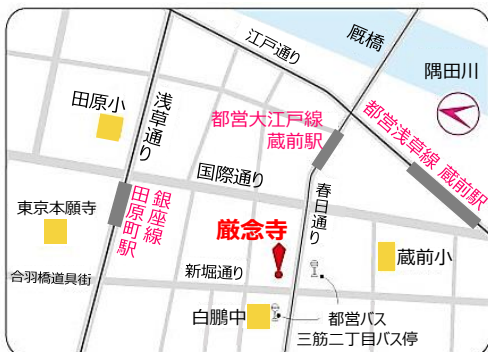 江戸通り
厩橋
隅田川
田原小
浅草通り
都営大江戸線
蔵前駅
都営浅草線 蔵前駅
国際通り
春日通り
東京本願寺
銀座線
田原町駅
厳念寺
合羽橋道具街
新堀通り
蔵前小
白鵬中
都営バス
三筋二丁目バス停